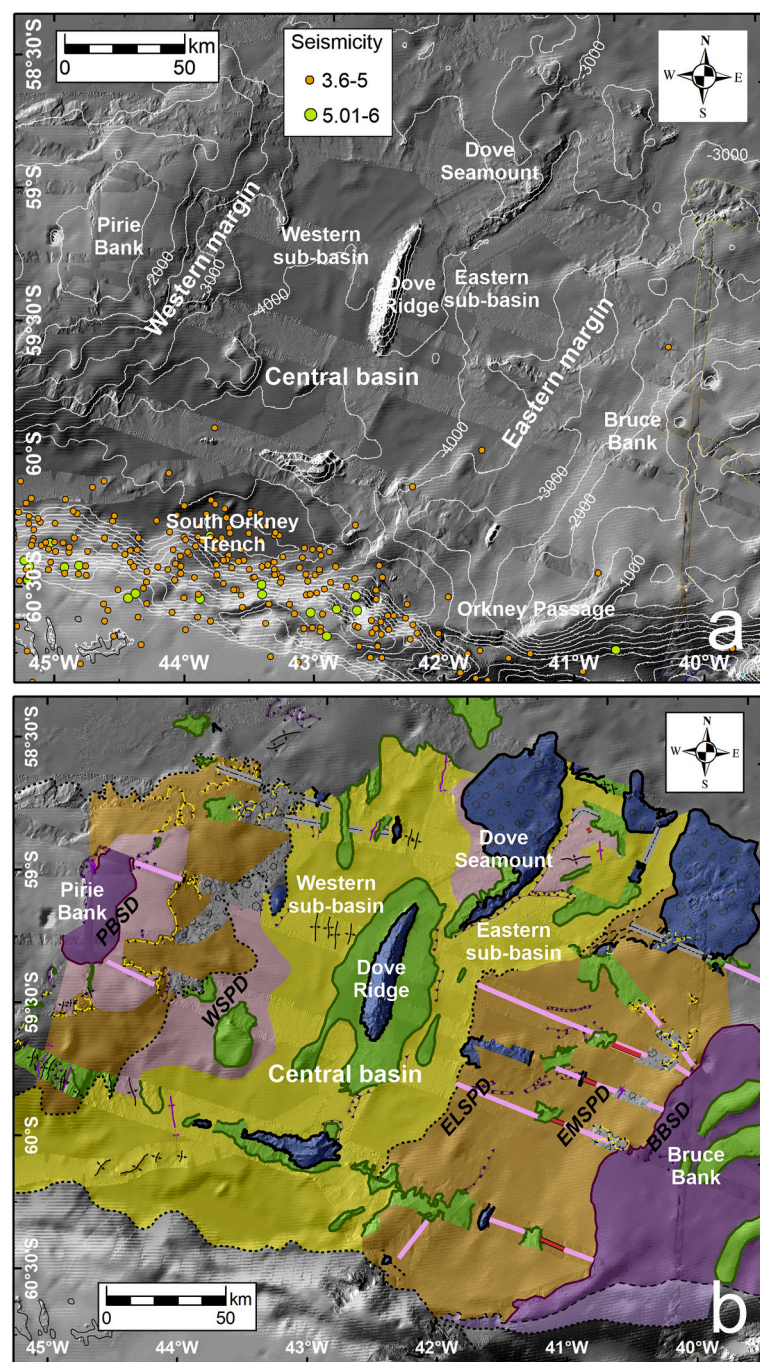 50
km
0
Seismicity
3.6-5
5.01-6
N
W
E
S
58°30'S
59°S
59°30'S
60°S
60°30'S
-3000
-3000
Dove
Seamount
Pirie
Bank
-2000
-3000
Western margin
Western
sub-basin
-4000
Dove
Ridge
Eastern
sub-basin
Central basin
Eastern margin
-4000
-3000
-2000
-1000
Bruce
Bank
South Orkney
Trench
Orkney Passage
a
45°W
44°W
43°W
42°W
41°W
40°W
N
W
E
S
58°30'S
59°S
59°30'S
60°S
60°30'S
Dove
Seamount
Pirie
Bank
PBSD
Western
sub-basin
Eastern
sub-basin
WSPD
Dove
Ridge
Central basin
ELSPD
EMSPD
BBSD
Bruce
Bank
0
50
km
b
45°W
44°W
43°W
42°W
41°W
40°W